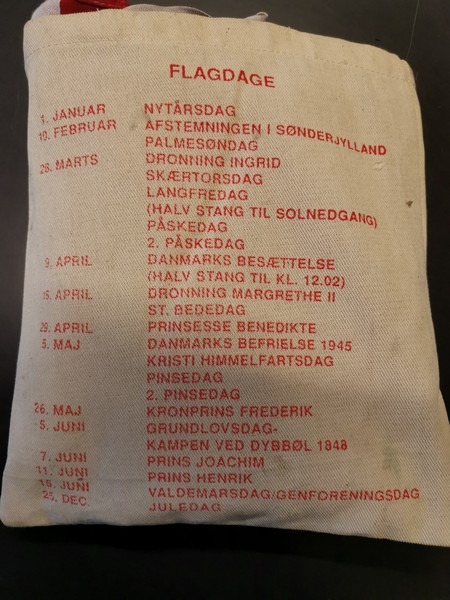 FLAGDAGE
1. JANUAR NYTÅRSDAG
10. FEBRUAR AFSTEMNINGEN I SØNDERJYLLAND
PALMESØNDAG
28. MARTS DRONNING INGRID
SKÆRTORSDAG
LANGFREDAG
(HALV STANG TIL SOLNEDGANG)
PÅSKEDAG
2. PÅSKEDAG
9. APRIL DANMARKS BESÆTTELSE
(HALV STANG TIL KL. 12.02)
16. APRIL DRONNING MARGRETHE II
ST. BEDEDAG
29. APRIL PRINSESSE BENEDIKTE
5. MAJ DANMARKS BEFRIELSE 1945
KRISTI HIMMELFARTSDAG
PINSEDAG
2. PINSEDAG
26. MAJ KRONPRINS FREDERIK
5. JUNI GRUNDLOVSDAG-
KAMPEN VED DYBBØL 1848
7. JUNI PRINS JOACHIM
11. JUNI PRINS HENRIK
15. JUNI VALDEMARSDAG/GENFORENINGSDAG
25. DEC. JULEDAG